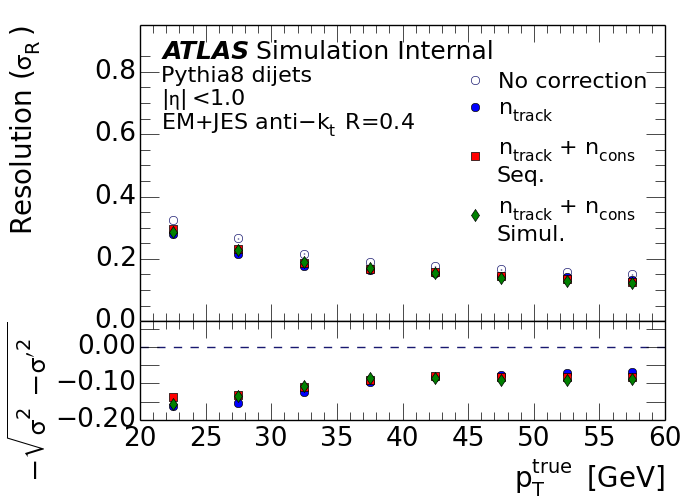 ATLAS Simulation Internal
Pythia8 dijets
|η| <1.0
EM+JES anti−k_t R=0.4
No correction
n_track
n_track + n_cons
Seq.
n_track + n_cons
Simul.
Resolution (σ_R)
0.8
0.6
0.4
0.2
0.0
−√σ² −σ′²
0.00
−0.10
−0.20
20 25 30 35 40 45 50 55 60
p_T^true [GeV]